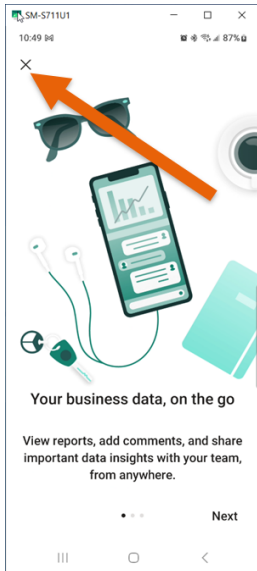 SM-S711U1
10:49
87%
Your business data, on the go
View reports, add comments, and share
important data insights with your team,
from anywhere.
Next